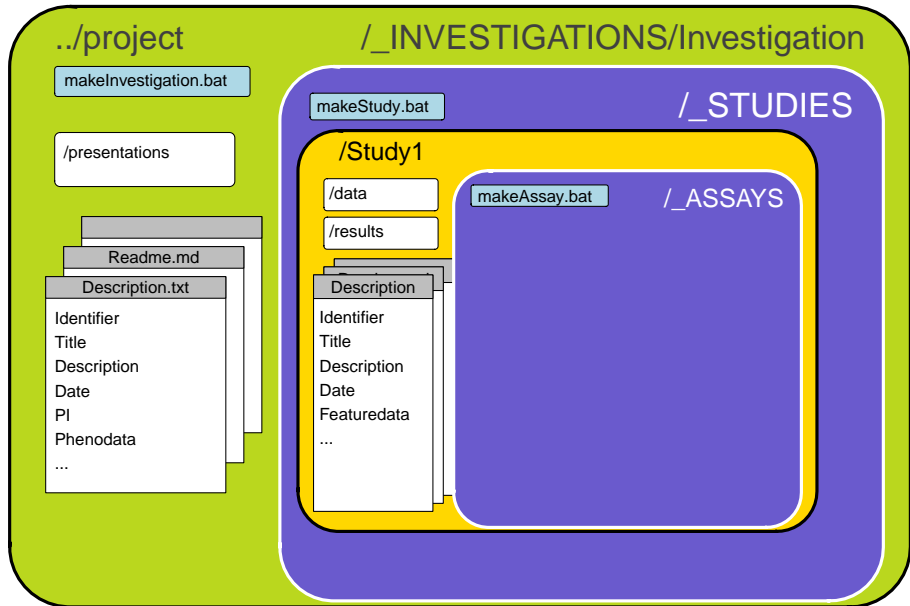 ../project
/_INVESTIGATIONS/Investigation
makeInvestigation.bat
/presentations
Readme.md
Description.txt
Identifier
Title
Description
Date
PI
Phenodata
...
makeStudy.bat
/_STUDIES
/Study1
/data
/results
Description
Identifier
Title
Description
Date
Featuredata
...
makeAssay.bat
/_ASSAYS